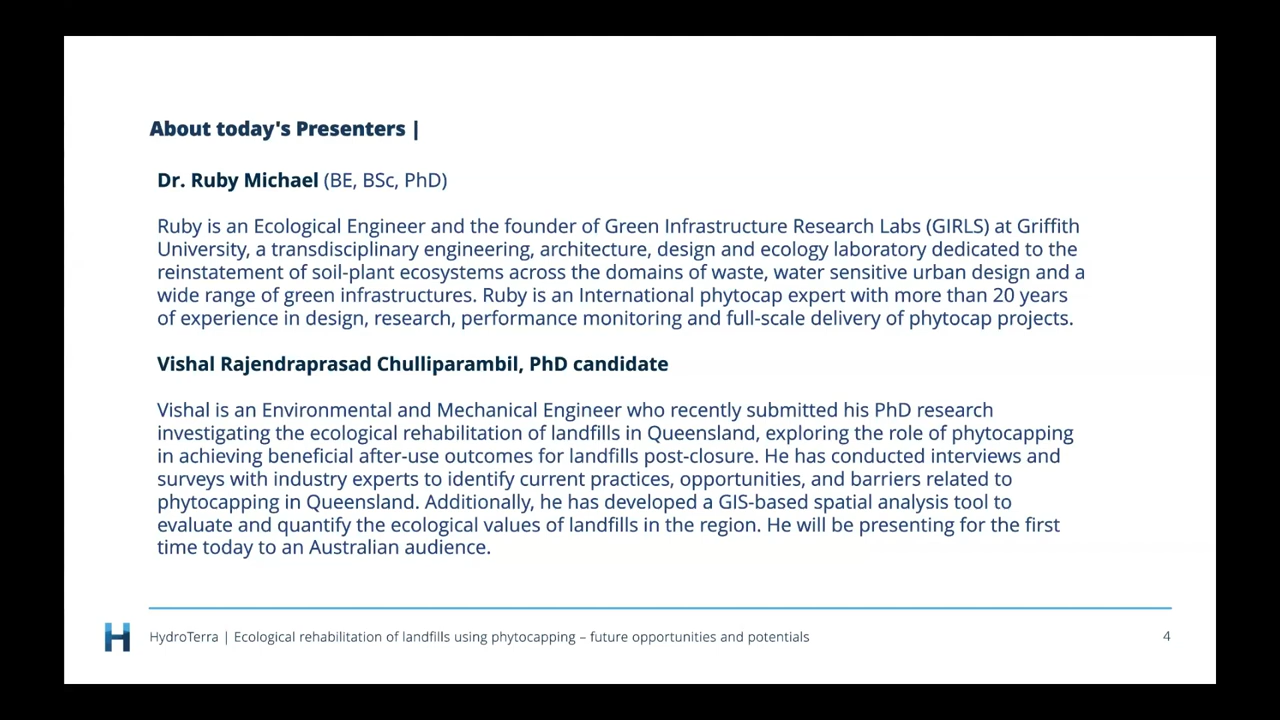 About today's Presenters |
Dr. Ruby Michael (BE, BSc, PhD)
Ruby is an Ecological Engineer and the founder of Green Infrastructure Research Labs (GIRLS) at Griffith
University, a transdisciplinary engineering, architecture, design and ecology laboratory dedicated to the
reinstatement of soil-plant ecosystems across the domains of waste, water sensitive urban design and a
wide range of green infrastructures. Ruby is an International phytocap expert with more than 20 years
of experience in design, research, performance monitoring and full-scale delivery of phytocap projects.
Vishal Rajendraprasad Chulliparambil, PhD candidate
Vishal is an Environmental and Mechanical Engineer who recently submitted his PhD research
investigating the ecological rehabilitation of landfills in Queensland, exploring the role of phytocapping
in achieving beneficial after-use outcomes for landfills post-closure. He has conducted interviews and
surveys with industry experts to identify current practices, opportunities, and barriers related to
phytocapping in Queensland. Additionally, he has developed a GIS-based spatial analysis tool to
evaluate and quantify the ecological values of landfills in the region. He will be presenting for the first
time today to an Australian audience.
HydroTerra | Ecological rehabilitation of landfills using phytocapping – future opportunities and potentials
4